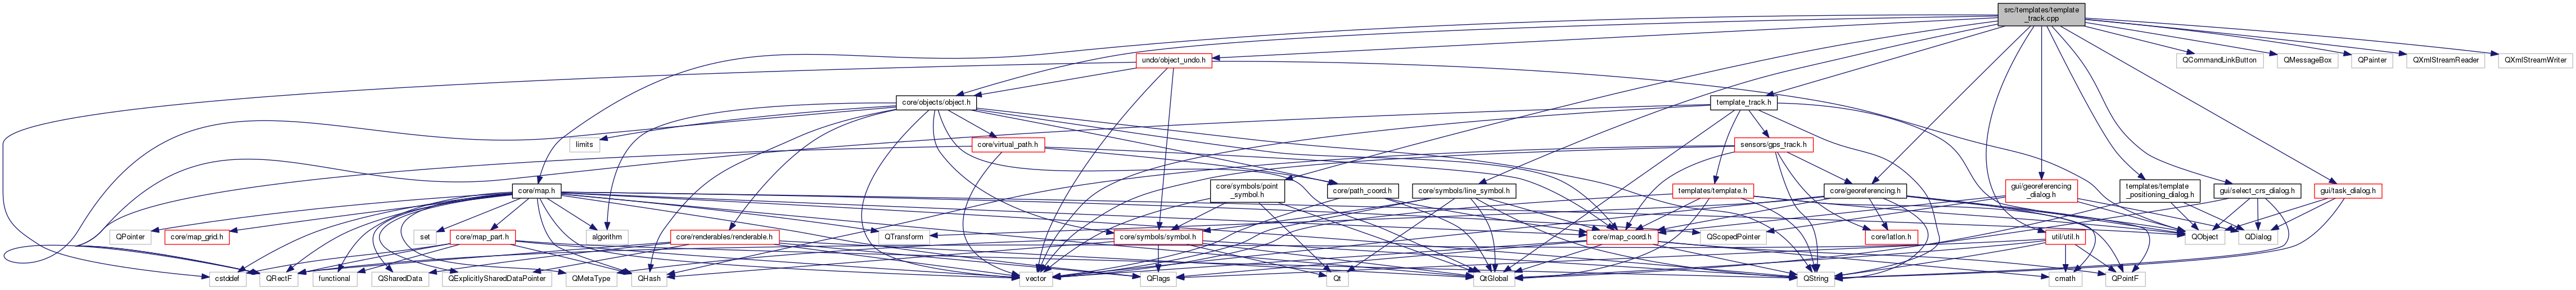 src/templates/template
_track.cpp
undo/object_undo.h
QCommandLinkButton
QMessageBox
QPainter
QXmlStreamReader
QXmlStreamWriter
core/objects/object.h
template_track.h
limits
core/virtual_path.h
sensors/gps_track.h
core/map.h
core/symbols/point
_symbol.h
core/path_coord.h
core/symbols/line_symbol.h
templates/template.h
core/georeferencing.h
gui/georeferencing
_dialog.h
templates/template
_positioning_dialog.h
gui/select_crs_dialog.h
gui/task_dialog.h
QPointer
core/map_grid.h
set
core/map_part.h
algorithm
core/renderables/renderable.h
QTransform
core/symbols/symbol.h
core/map_coord.h
QScopedPointer
core/latlon.h
util/util.h
QObject
QDialog
cstddef
QRectF
functional
QSharedData
QExplicitlySharedDataPointer
QMetaType
QHash
vector
QFlags
Qt
QtGlobal
QString
cmath
QPointF